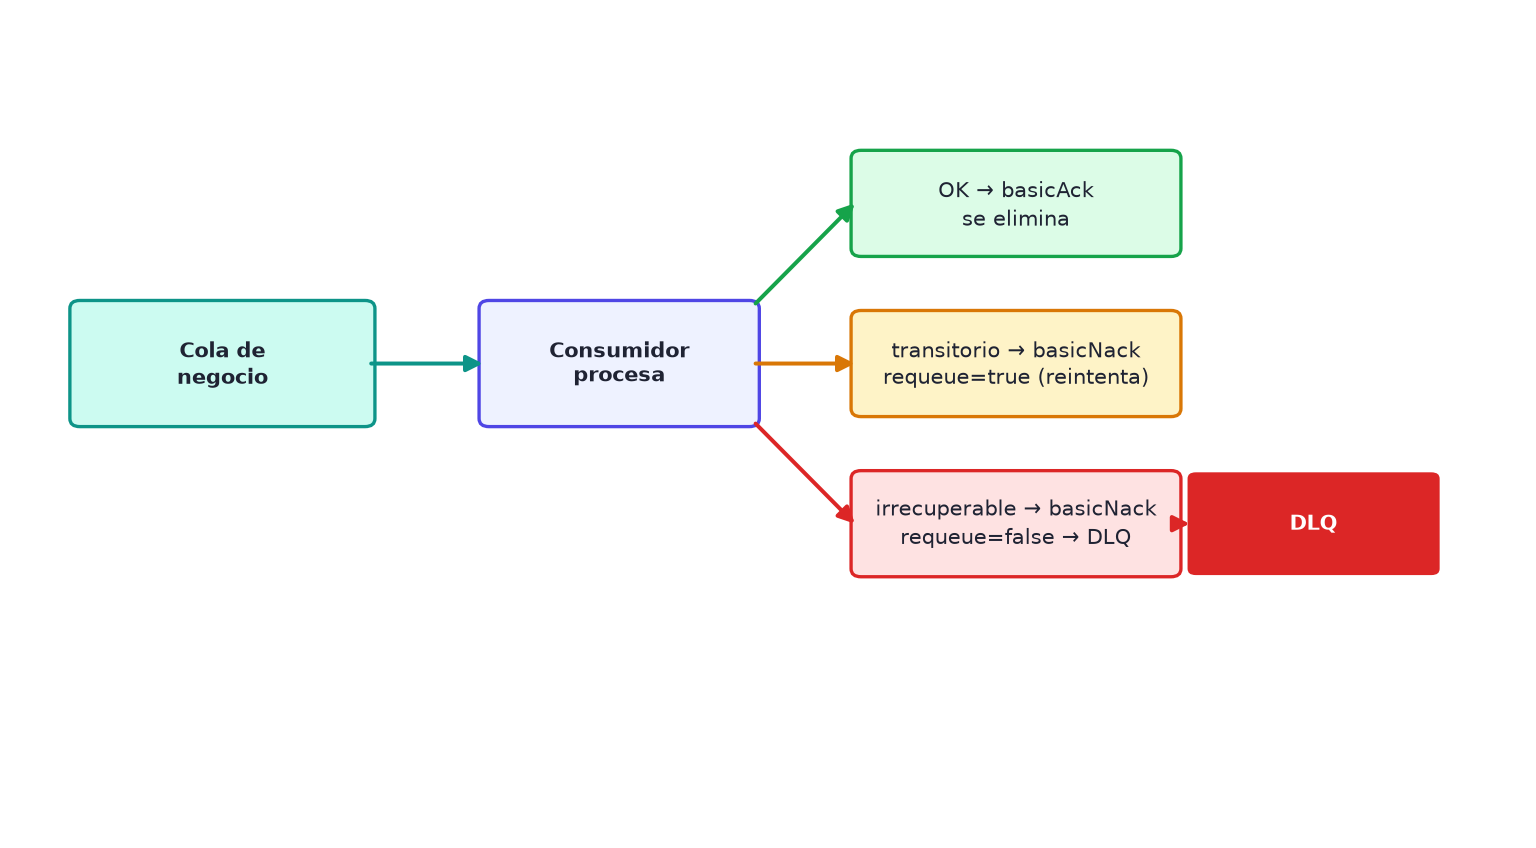 Cola de
negocio
Consumidor
procesa
OK → basicAck
se elimina
transitorio → basicNack
requeue=true (reintenta)
irrecuperable → basicNack
requeue=false → DLQ
DLQ